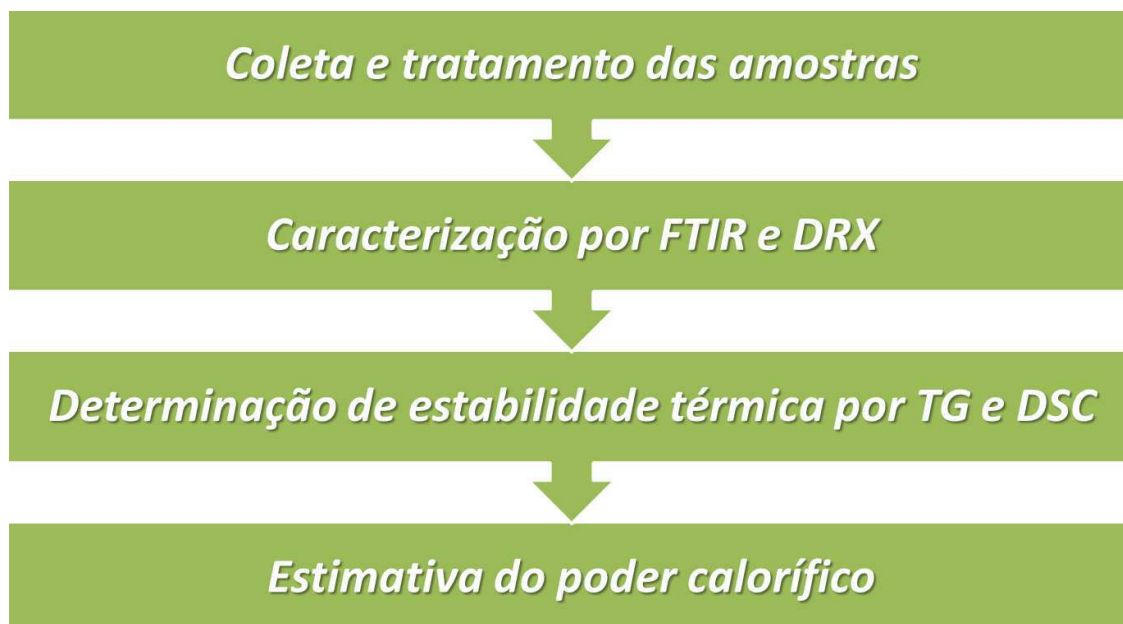 Coleta e tratamento das amostras
Caracterização por FTIR e DRX
Determinação de estabilidade térmica por TG e DSC
Estimativa do poder calorífico